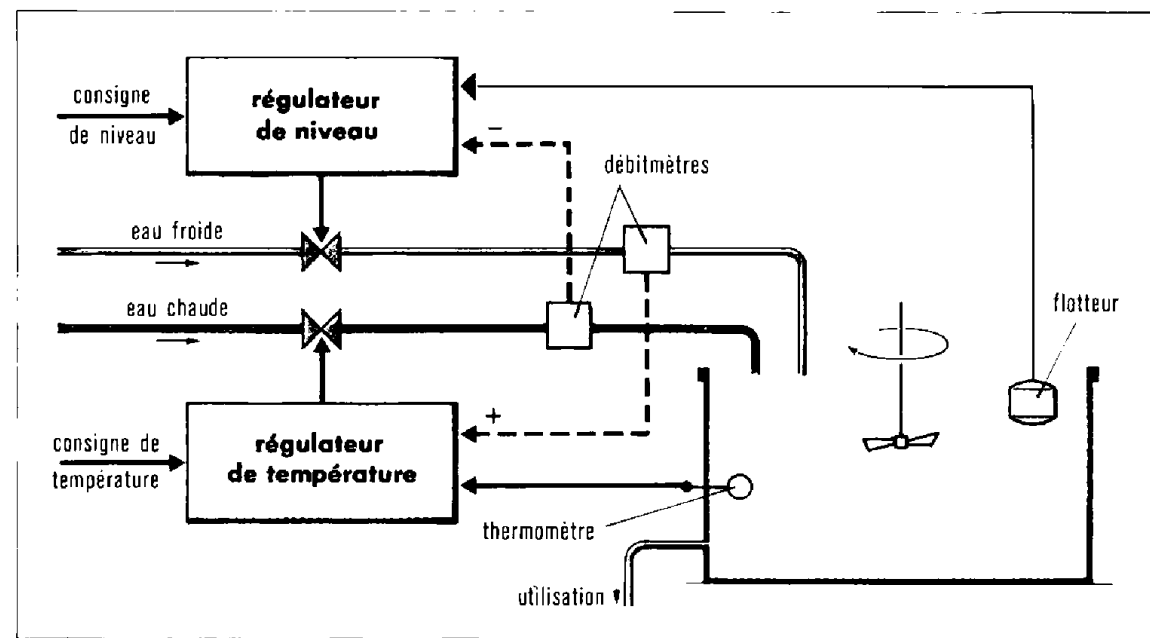 consigne
de niveau
régulateur
de niveau
−
débitmètres
eau froide
eau chaude
flotteur
+
consigne de
température
régulateur
de température
thermomètre
utilisation